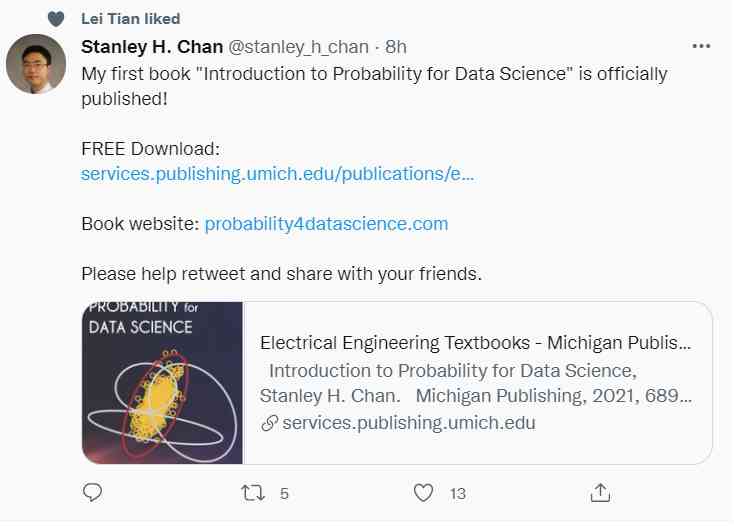 Lei Tian liked
Stanley H. Chan @stanley_h_chan · 8h
My first book "Introduction to Probability for Data Science" is officially
published!
FREE Download:
services.publishing.umich.edu/publications/e...
Book website: probability4datascience.com
Please help retweet and share with your friends.
PROBABILITY for
DATA SCIENCE
Electrical Engineering Textbooks - Michigan Publis...
Introduction to Probability for Data Science,
Stanley H. Chan. Michigan Publishing, 2021, 689...
services.publishing.umich.edu
5 13